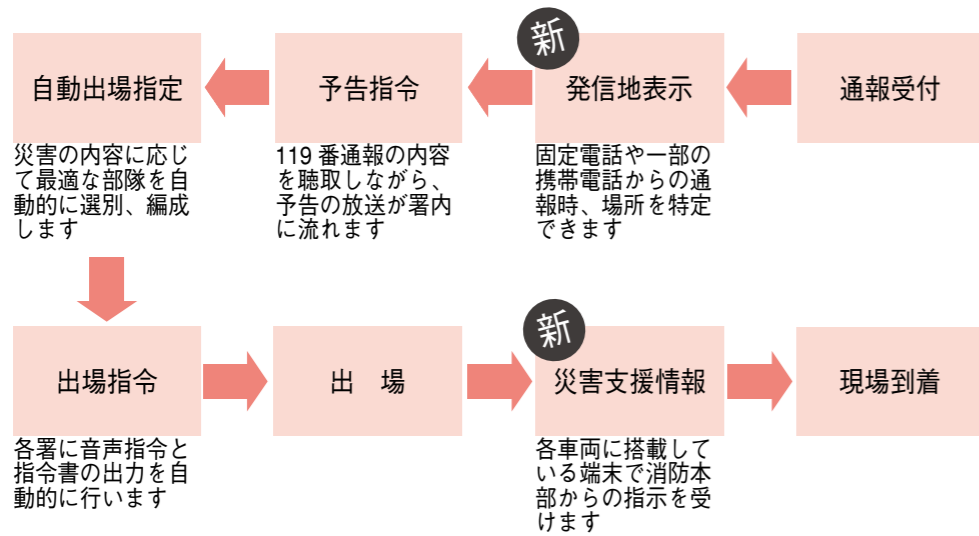 通報受付
新
発信地表示
固定電話や一部の
携帯電話からの通
報時、場所を特定
できます
予告指令
119 番通報の内容
を聴取しながら、
予告の放送が署内
に流れます
自動出場指定
災害の内容に応じ
て最適な部隊を自
動的に選別、編成
します
出場指令
各署に音声指令と
指令書の出力を自
動的に行います
出　場
新
災害支援情報
各車両に搭載して
いる端末で消防本
部からの指示を受
けます
現場到着